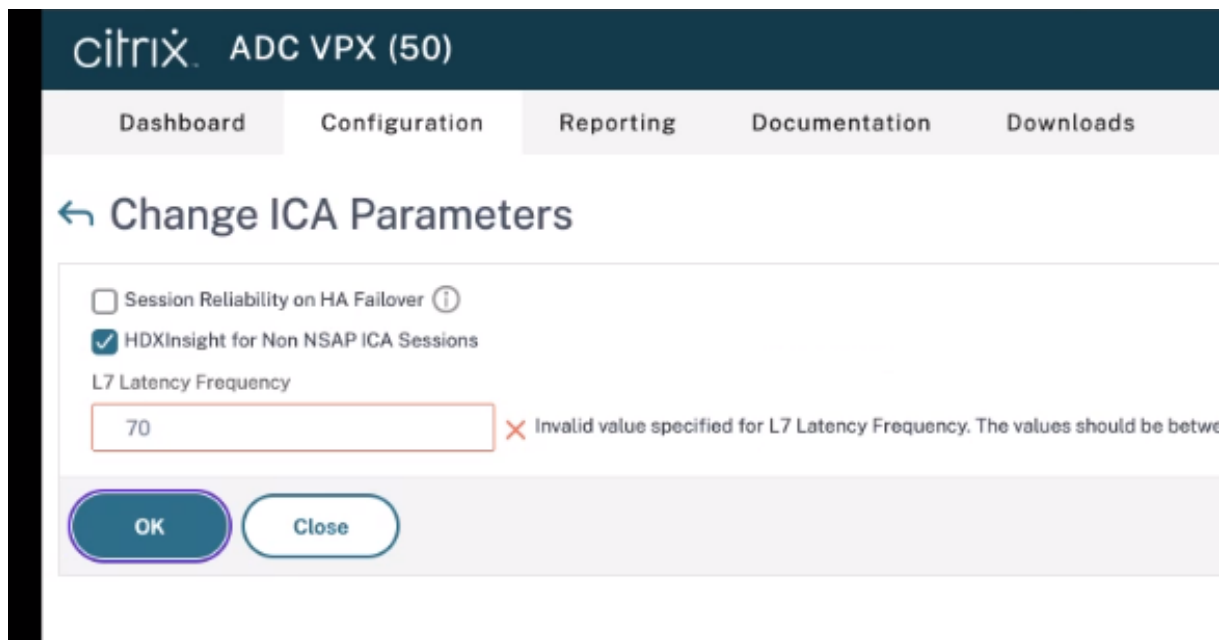 citrix ADC VPX (50)
Dashboard Configuration Reporting Documentation Downloads
Change ICA Parameters
Session Reliability on HA Failover
HDXInsight for Non NSAP ICA Sessions
L7 Latency Frequency
70 Invalid value specified for L7 Latency Frequency. The values should be betwe
OK Close